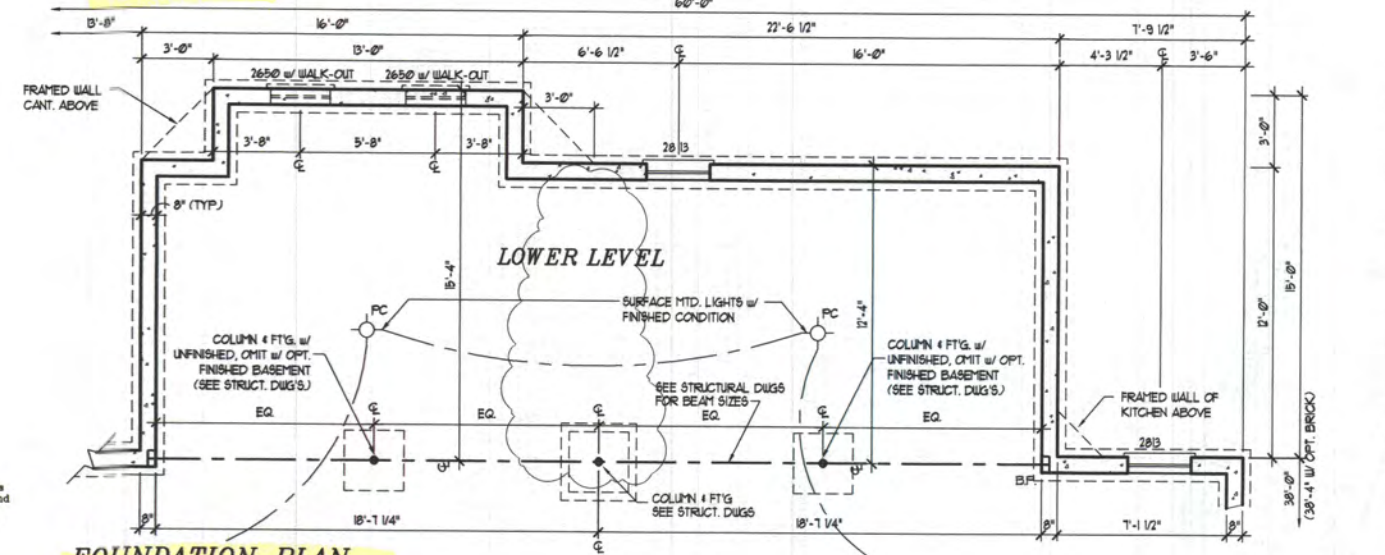 60'-0"
13'-8"
16'-0"
22'-6 1/2"
7'-9 1/2"
3'-0"
13'-0"
6'-6 1/2"
16'-0"
4'-3 1/2"
3'-6"
FRAMED WALL
CANT. ABOVE
2650 w/ WALK-OUT
2650 w/ WALK-OUT
3'-0"
3'-0"
3'-8"
5'-8"
3'-8"
2813
8" (TYP.)
LOWER LEVEL
15'-4"
12'-4"
12'-0"
15'-0"
PC
SURFACE MTD. LIGHTS w/
FINISHED CONDITION
PC
COLUMN & FT'G. w/
UNFINISHED, OMIT w/ OPT.
FINISHED BASEMENT
(SEE STRUCT. DWG'S.)
COLUMN & FT'G. w/
UNFINISHED, OMIT w/ OPT.
FINISHED BASEMENT
(SEE STRUCT. DWG'S.)
SEE STRUCTURAL DWGS
FOR BEAM SIZES
FRAMED WALL OF
KITCHEN ABOVE
EQ.
EQ.
EQ.
EQ.
2813
B.P.
COLUMN & FT'G
SEE STRUCT. DWGS
38'-0"
(38'-4" W/ OPT. BRICK)
8"
18'-7 1/4"
18'-7 1/4"
8"
7'-1 1/2"
8"
FOUNDATION PLAN